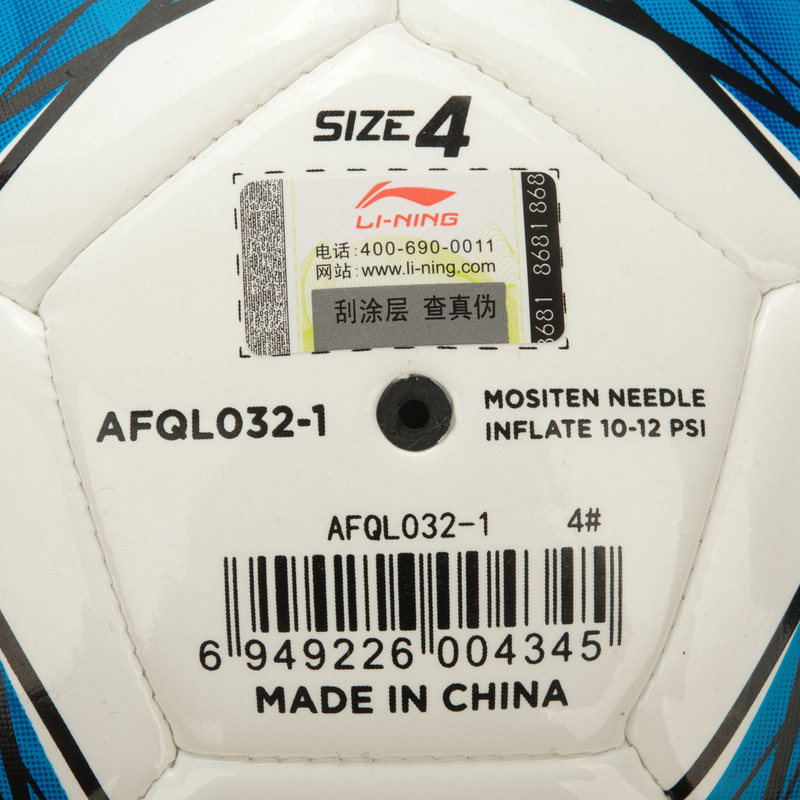 SIZE 4
LI-NING
电话:400-690-0011
网站:www.li-ning.com
刮涂层 查真伪
8681 8681 868
AFQL032-1
MOSITEN NEEDLE
INFLATE 10-12 PSI
AFQL032-1 4#
6 949226 004345
MADE IN CHINA